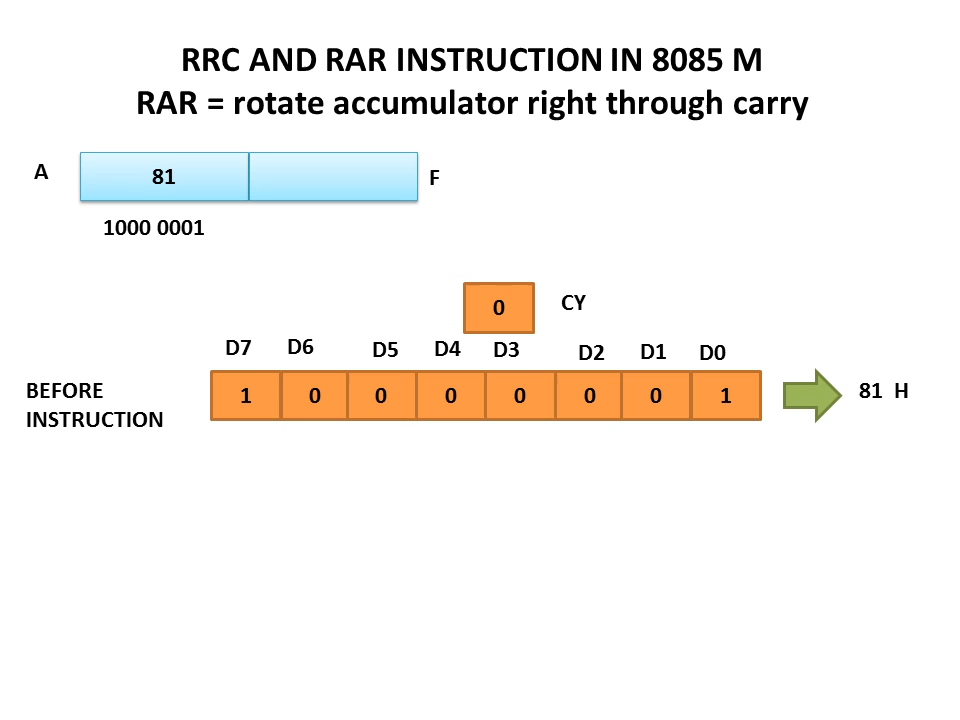 RRC AND RAR INSTRUCTION IN 8085 M
RAR = rotate accumulator right through carry
A 81 F
1000 0001
0 CY
D7 D6 D5 D4 D3 D2 D1 D0
BEFORE INSTRUCTION
1 0 0 0 0 0 0 1
81 H